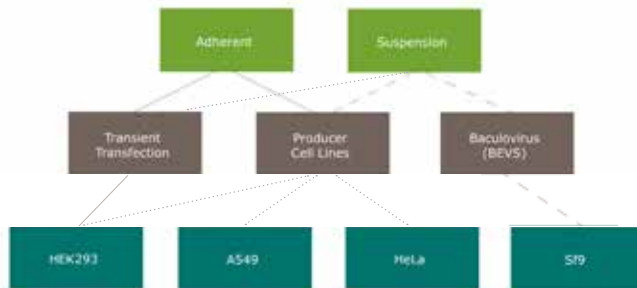 Adherent
Suspension
Transient
Transfection
Producer
Cell Lines
Baculovirus
(BEVS)
HEK293
A549
HeLa
Sf9